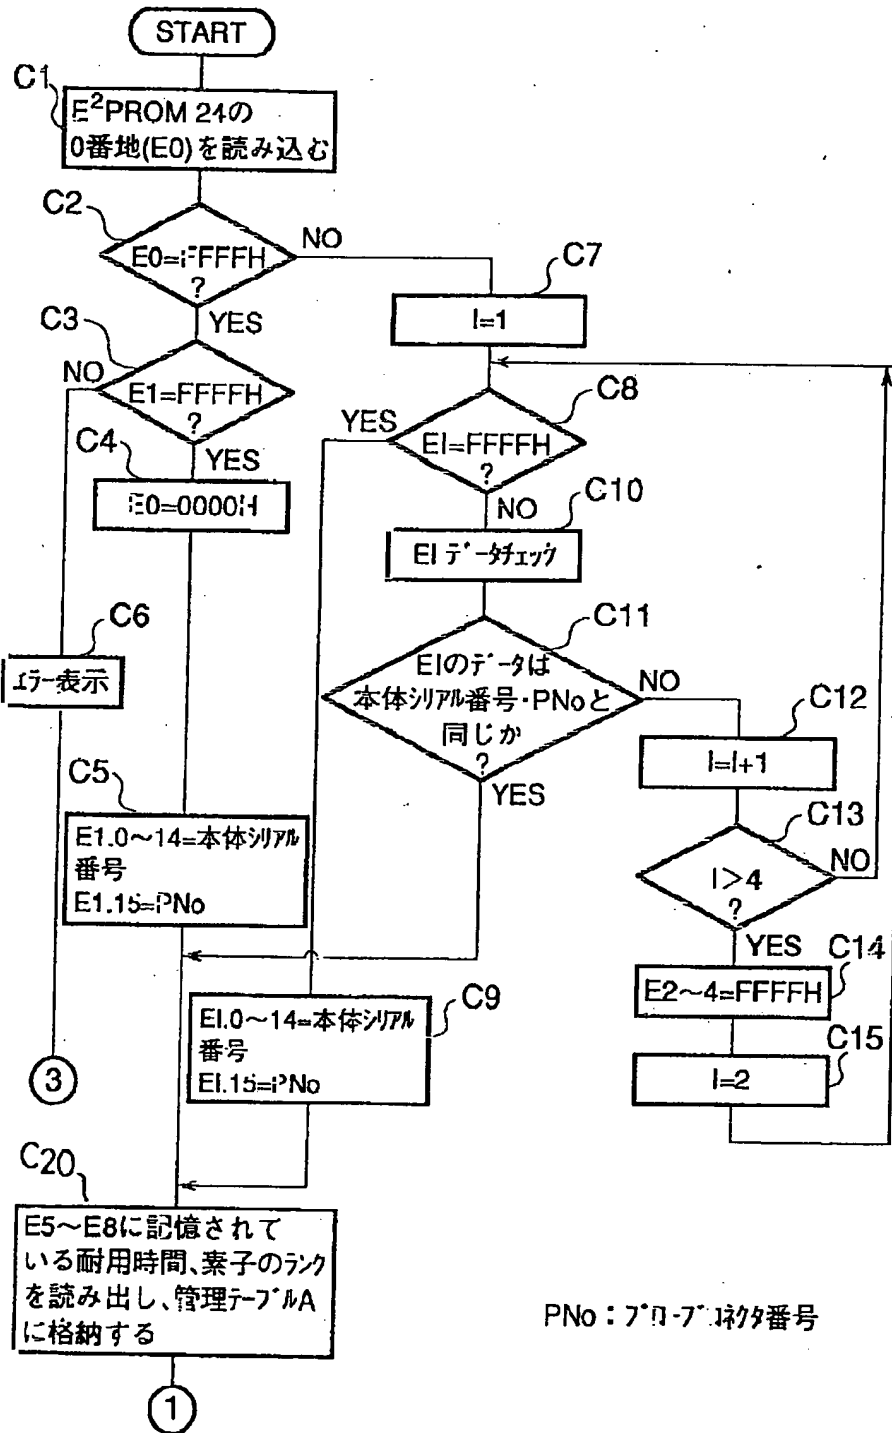 START
C1
E²PROM 24の
0番地(E0)を読み込む
C2
E0=FFFFH
?
NO
YES
C3
E1=FFFFH
?
NO
YES
C4
E0=0000H
C6
エラー表示
C5
E1.0〜14=本体シリアル
番号
E1.15=PNo
③
C7
I=1
C8
EI=FFFFH
?
YES
NO
C10
EI データチェック
C11
EIのデータは
本体シリアル番号・PNoと
同じか
?
NO
YES
C12
I=I+1
C13
I>4
?
NO
YES
C14
E2〜4=FFFFH
C15
I=2
C9
EI.0〜14=本体シリアル
番号
EI.15=PNo
C20
E5〜E8に記憶されて
いる耐用時間、素子のランク
を読み出し、管理テーブルA
に格納する
①
PNo：プローブコネクタ番号